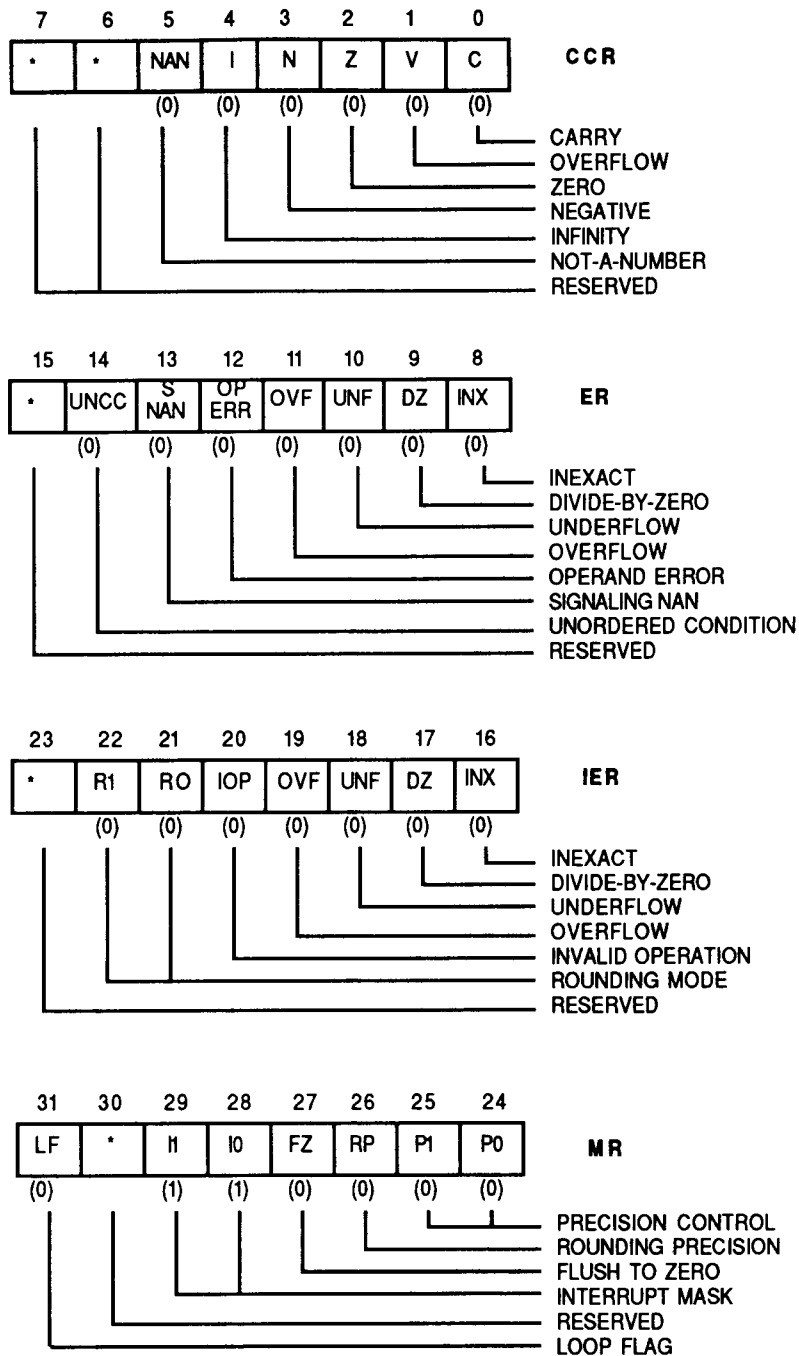 7 6 5 4 3 2 1 0
* * NAN I N Z V C CCR
(0) (0) (0) (0) (0) (0)
CARRY
OVERFLOW
ZERO
NEGATIVE
INFINITY
NOT-A-NUMBER
RESERVED
15 14 13 12 11 10 9 8
* UNCC S NAN OP ERR OVF UNF DZ INX ER
(0) (0) (0) (0) (0) (0) (0)
INEXACT
DIVIDE-BY-ZERO
UNDERFLOW
OVERFLOW
OPERAND ERROR
SIGNALING NAN
UNORDERED CONDITION
RESERVED
23 22 21 20 19 18 17 16
* R1 RO IOP OVF UNF DZ INX IER
(0) (0) (0) (0) (0) (0) (0)
INEXACT
DIVIDE-BY-ZERO
UNDERFLOW
OVERFLOW
INVALID OPERATION
ROUNDING MODE
RESERVED
31 30 29 28 27 26 25 24
LF * I1 I0 FZ RP P1 P0 MR
(0) (1) (1) (0) (0) (0) (0)
PRECISION CONTROL
ROUNDING PRECISION
FLUSH TO ZERO
INTERRUPT MASK
RESERVED
LOOP FLAG